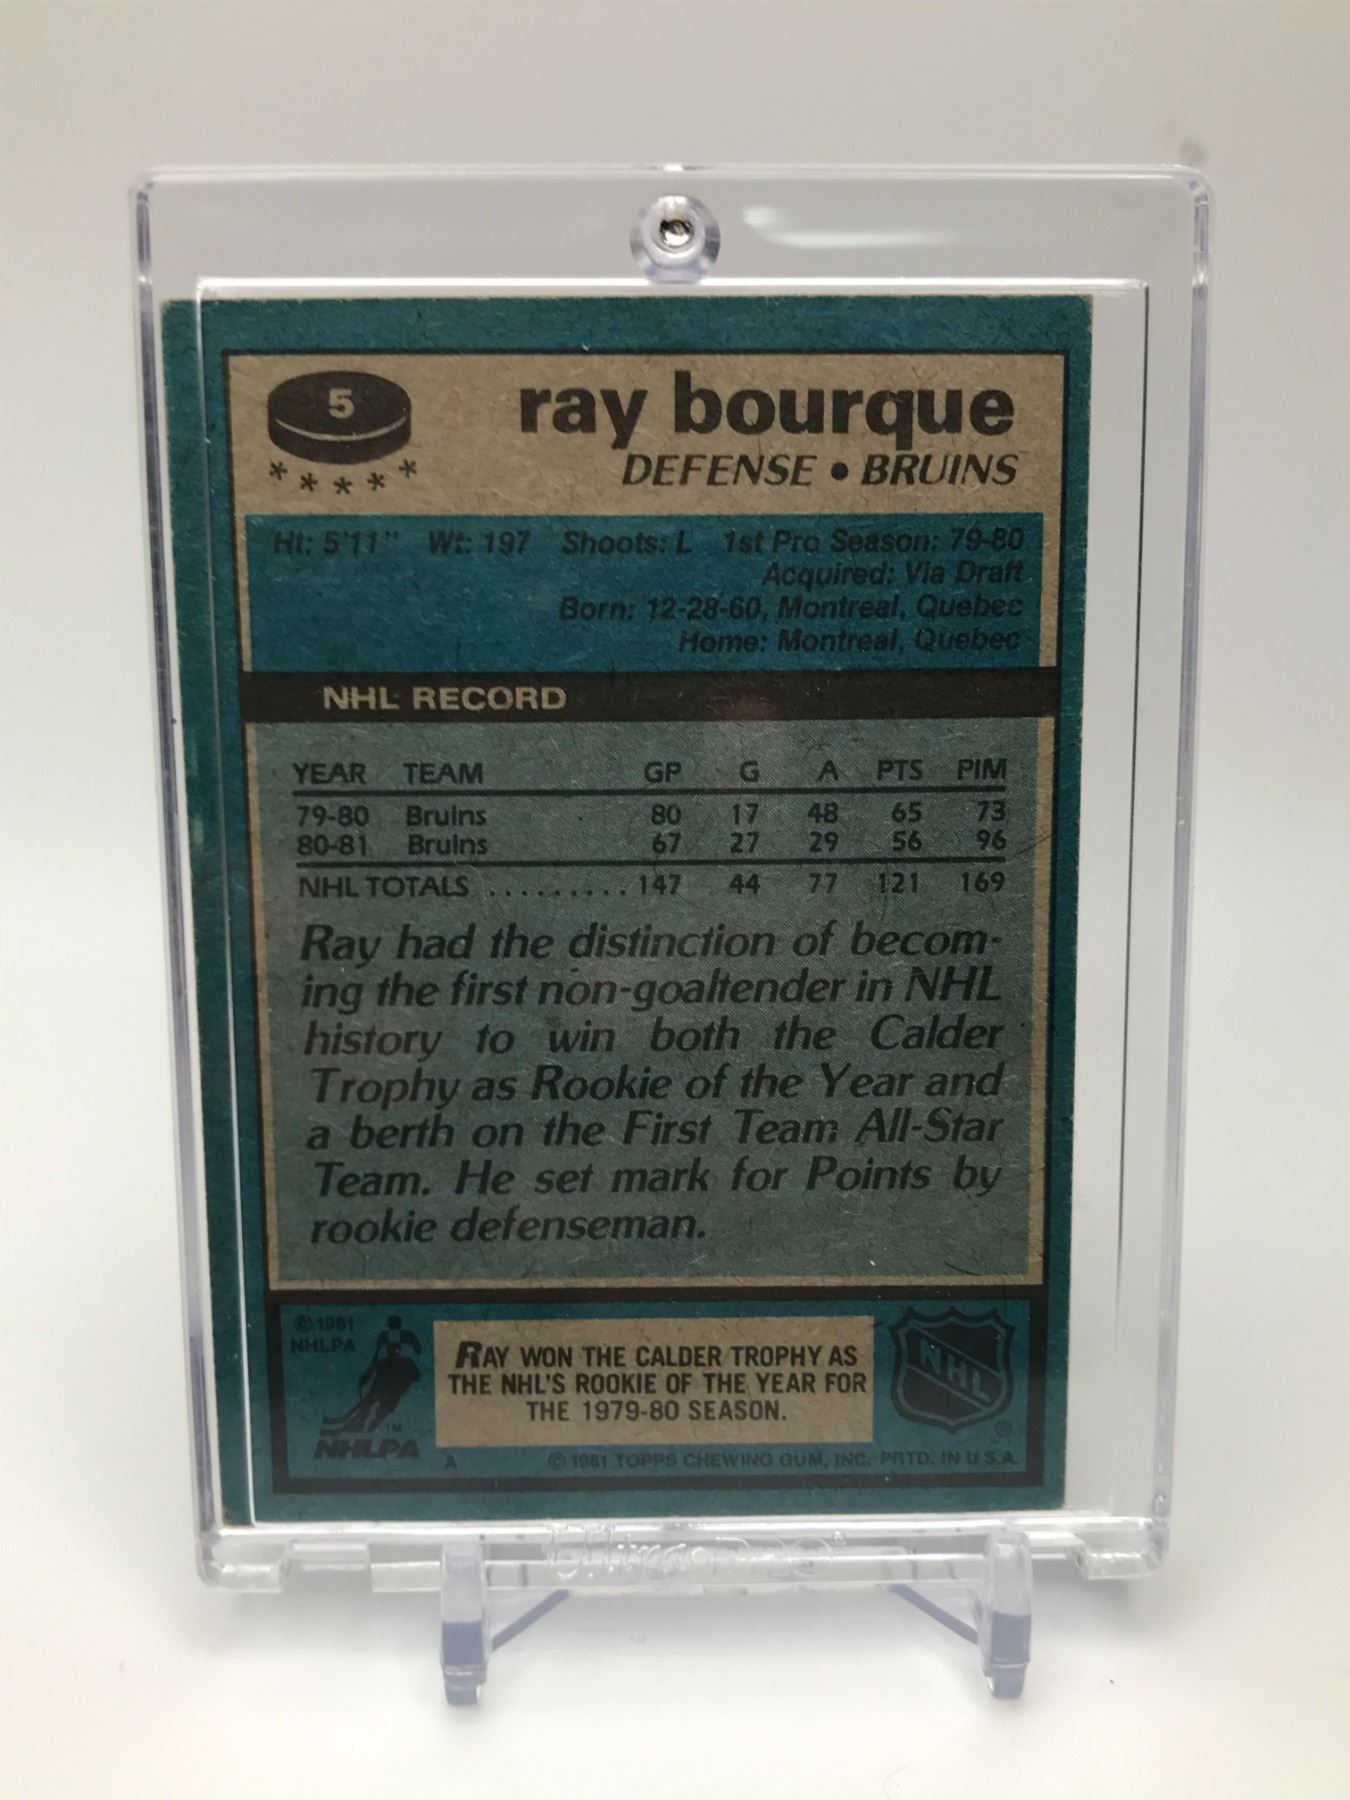 5
ray bourque
* * * * *
DEFENSE • BRUINS
Ht: 5'11" Wt: 197 Shoots: L 1st Pro Season: 79-80
Acquired: Via Draft
Born: 12-28-60, Montreal, Quebec
Home: Montreal, Quebec
NHL RECORD
YEAR TEAM GP G A PTS PIM
79-80 Bruins 80 17 48 65 73
80-81 Bruins 67 27 29 56 96
NHL TOTALS ......... 147 44 77 121 169
Ray had the distinction of becom-
ing the first non-goaltender in NHL
history to win both the Calder
Trophy as Rookie of the Year and
a berth on the First Team All-Star
Team. He set mark for Points by
rookie defenseman.
© 1981
NHLPA
TM
NHLPA
RAY WON THE CALDER TROPHY AS
THE NHL'S ROOKIE OF THE YEAR FOR
THE 1979-80 SEASON.
NHL
®
A © 1981 TOPPS CHEWING GUM, INC. PRTD. IN U.S.A.
Ultra·PRO®